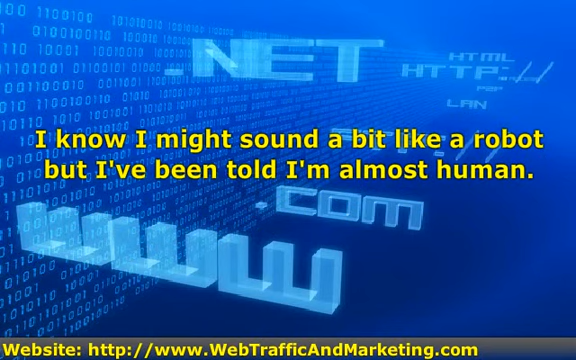 .NET
HTML
HTTP://
P2P
LAN
I know I might sound a bit like a robot
but I've been told I'm almost human.
.COM
WWW
Website: http://www.WebTrafficAndMarketing.com